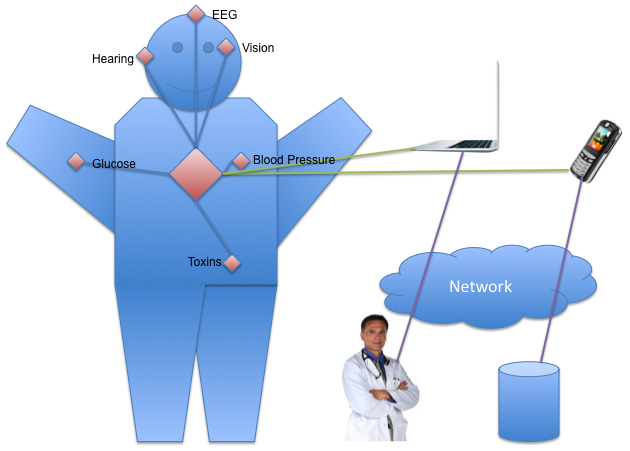 EEG
Vision
Hearing
Glucose
Blood Pressure
Toxins
Network